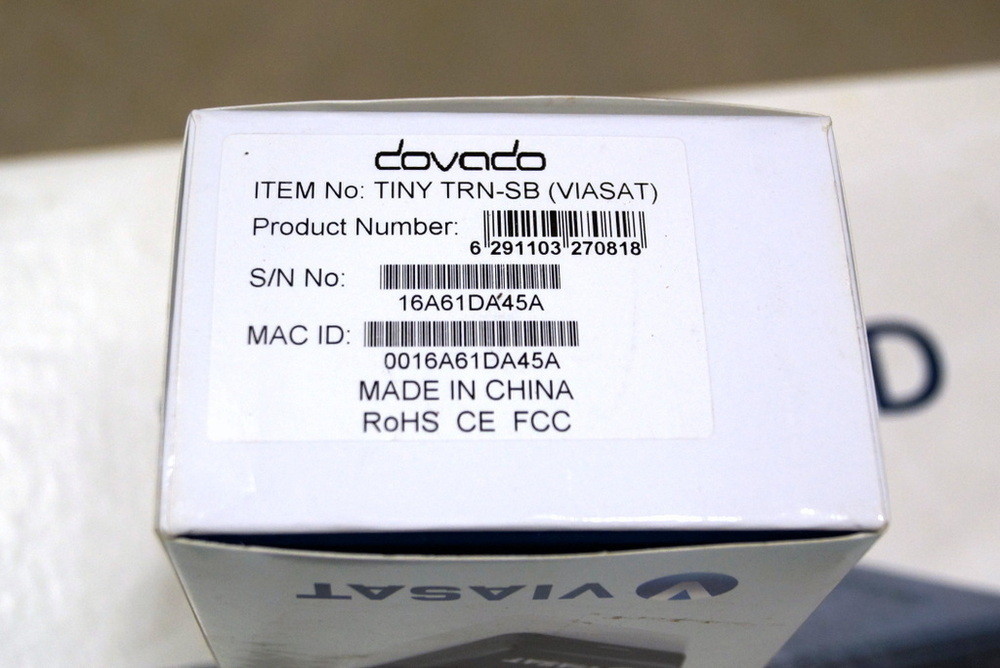 dovado
ITEM No: TINY TRN-SB (VIASAT)
Product Number:
6 291103 270818
S/N No:
16A61DA45A
MAC ID:
0016A61DA45A
MADE IN CHINA
RoHS CE FCC
VIASAT
VIASAT
D